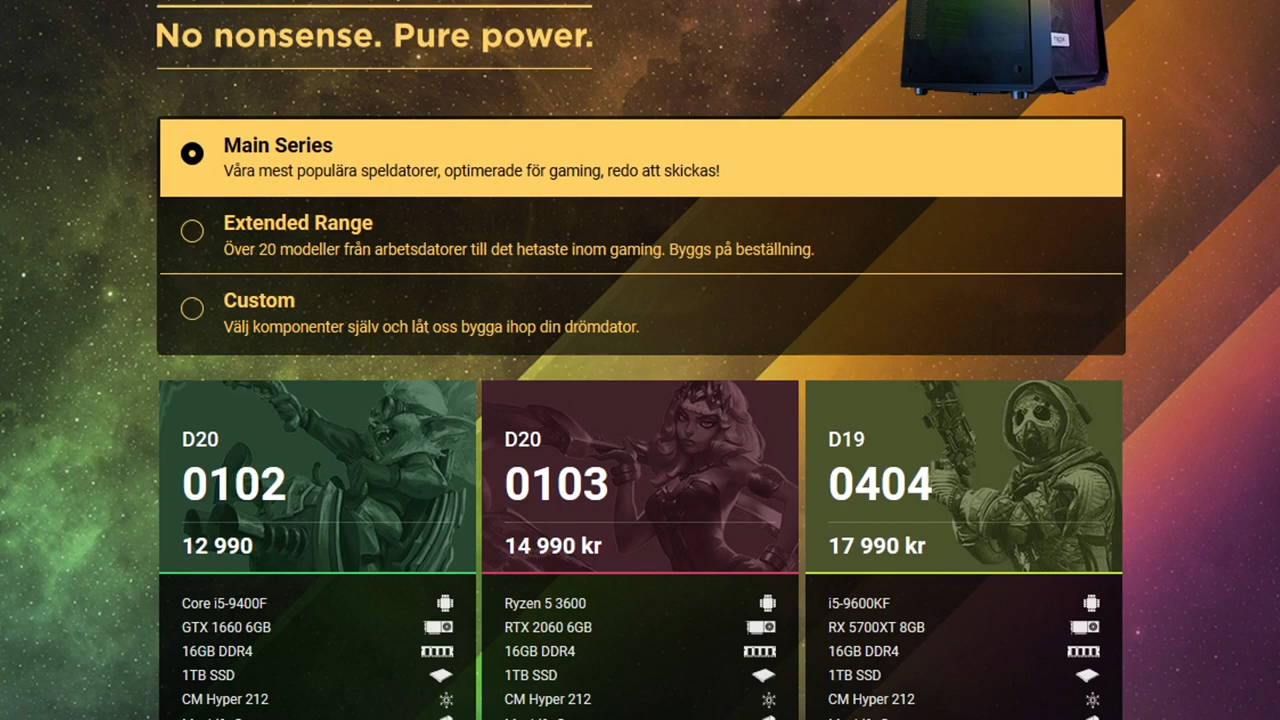 No nonsense. Pure power.
Main Series
Våra mest populära speldatorer, optimerade för gaming, redo att skickas!
Extended Range
Över 20 modeller från arbetsdatorer till det hetaste inom gaming. Byggs på beställning.
Custom
Välj komponenter själv och låt oss bygga ihop din drömdator.
D20
0102
12 990
Core i5-9400F
GTX 1660 6GB
16GB DDR4
1TB SSD
CM Hyper 212
D20
0103
14 990 kr
Ryzen 5 3600
RTX 2060 6GB
16GB DDR4
1TB SSD
CM Hyper 212
D19
0404
17 990 kr
i5-9600KF
RX 5700XT 8GB
16GB DDR4
1TB SSD
CM Hyper 212